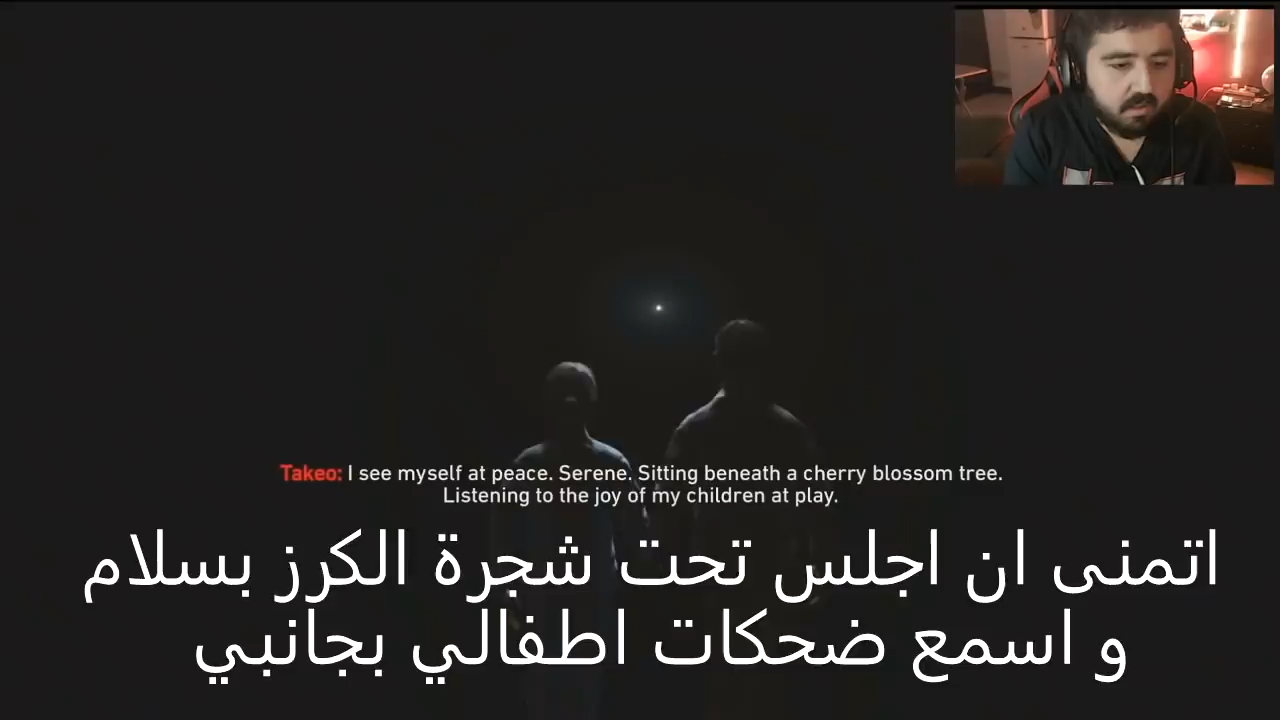 Takeo: I see myself at peace. Serene. Sitting beneath a cherry blossom tree.
Listening to the joy of my children at play.
اتمنى ان اجلس تحت شجرة الكرز بسلام
و اسمع ضحكات اطفالي بجانبي